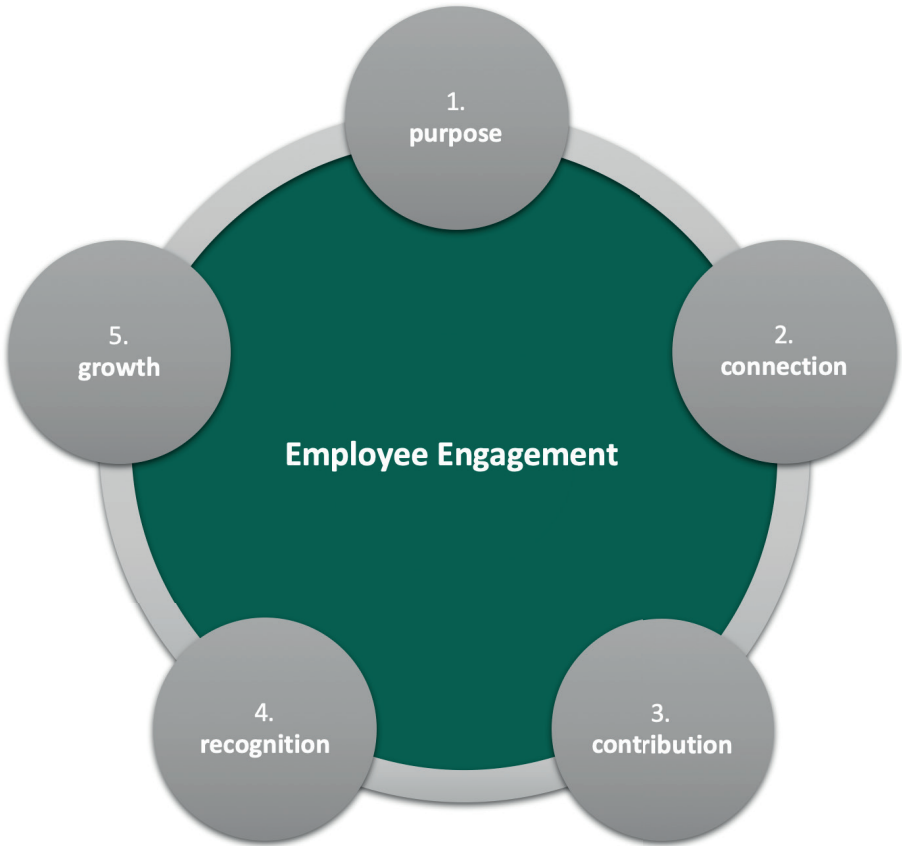 1.
purpose
2.
connection
3.
contribution
4.
recognition
5.
growth
Employee Engagement